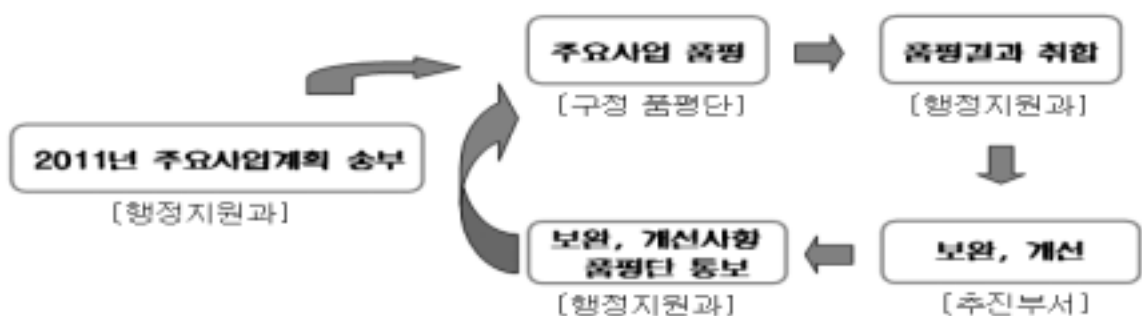 주요사업 품평
[구정 품평단]
품평결과 취합
[행정지원과]
2011년 주요사업계획 송부
[행정지원과]
보완, 개선사항
품평단 통보
[행정지원과]
보완, 개선
[추진부서]